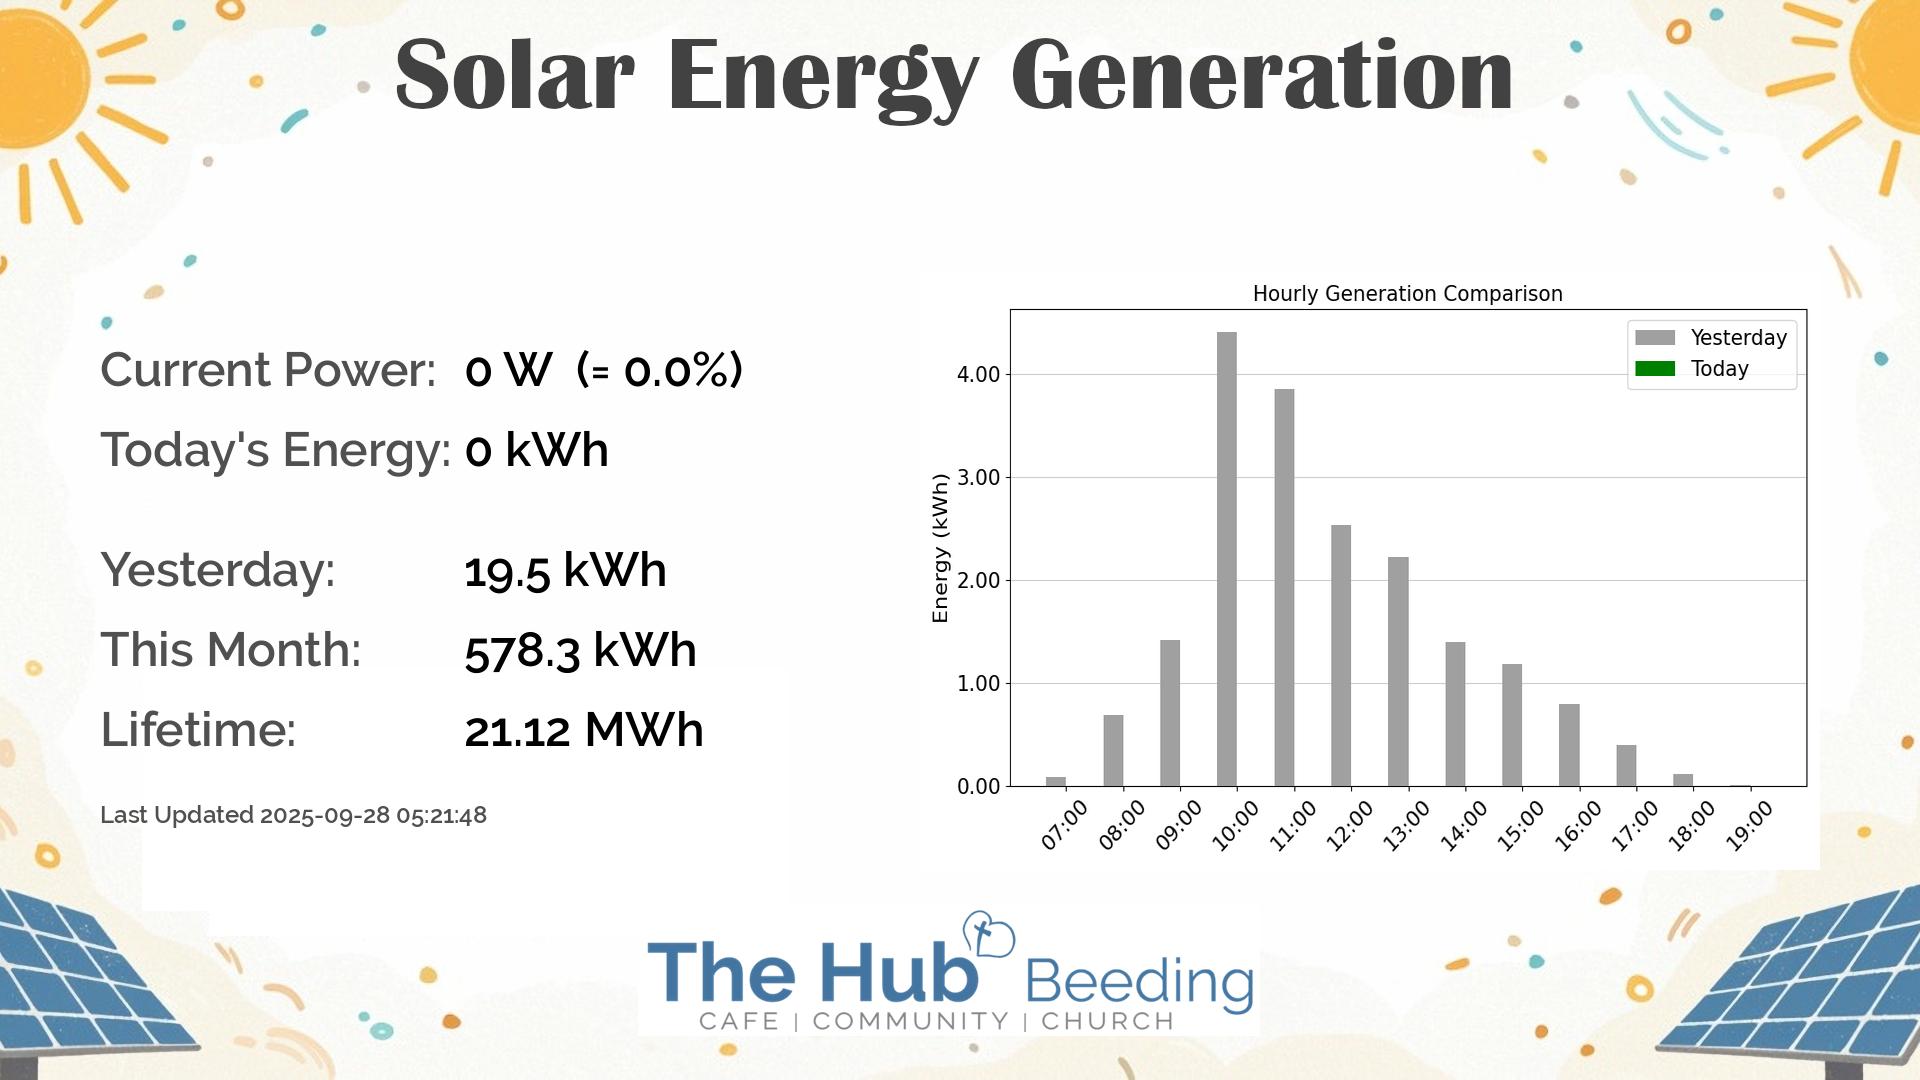 Solar Energy Generation
Current Power: 0 W (= 0.0%)
Today's Energy: 0 kWh
Yesterday: 19.5 kWh
This Month: 578.3 kWh
Lifetime: 21.12 MWh
Last Updated 2025-09-28 05:21:48
Hourly Generation Comparison
Yesterday
Today
Energy (kWh)
4.00
3.00
2.00
1.00
0.00
07:00 08:00 09:00 10:00 11:00 12:00 13:00 14:00 15:00 16:00 17:00 18:00 19:00
The Hub Beeding
CAFE | COMMUNITY | CHURCH